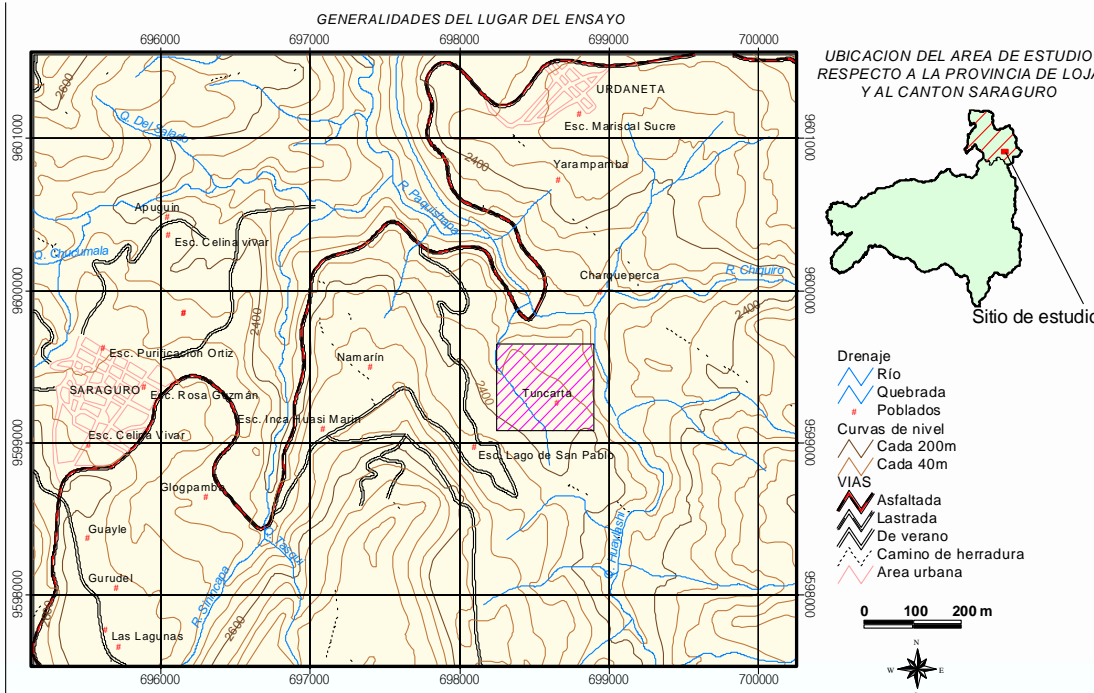 GENERALIDADES DEL LUGAR DEL ENSAYO
696000 697000 698000 699000 700000
UBICACION DEL AREA DE ESTUDIO
RESPECTO A LA PROVINCIA DE LOJA
Y AL CANTON SARAGURO
Sitio de estudio
2600
URDANETA
Q. Del Salado
Esc. Mariscal Sucre
9601000
9601000
2400
Yarampamba
R. Paquishapa
Apuguin
Esc. Celina vivar
Q. Chucumala
Charqueperca
R. Chiquiro
9600000
9600000
2400
2400
Esc. Purificación Ortiz
Namarín
SARAGURO
Esc. Rosa Guzmán
2400
Tuncarta
Esc. Inca Huasi Marin
Esc. Celina Vivar
9599000
9599000
Esc. Lago de San Pablo
Glogpamba
Guayle
Q. Tasqui
Gurudel
R. Sinincapa
9598000
9598000
2600
2600
Las Lagunas
696000 697000 698000 699000 700000
Drenaje
Río
Quebrada
Poblados
Curvas de nivel
Cada 200m
Cada 40m
VIAS
Asfaltada
Lastrada
De verano
Camino de herradura
Area urbana
0 100 200 m
N
W E